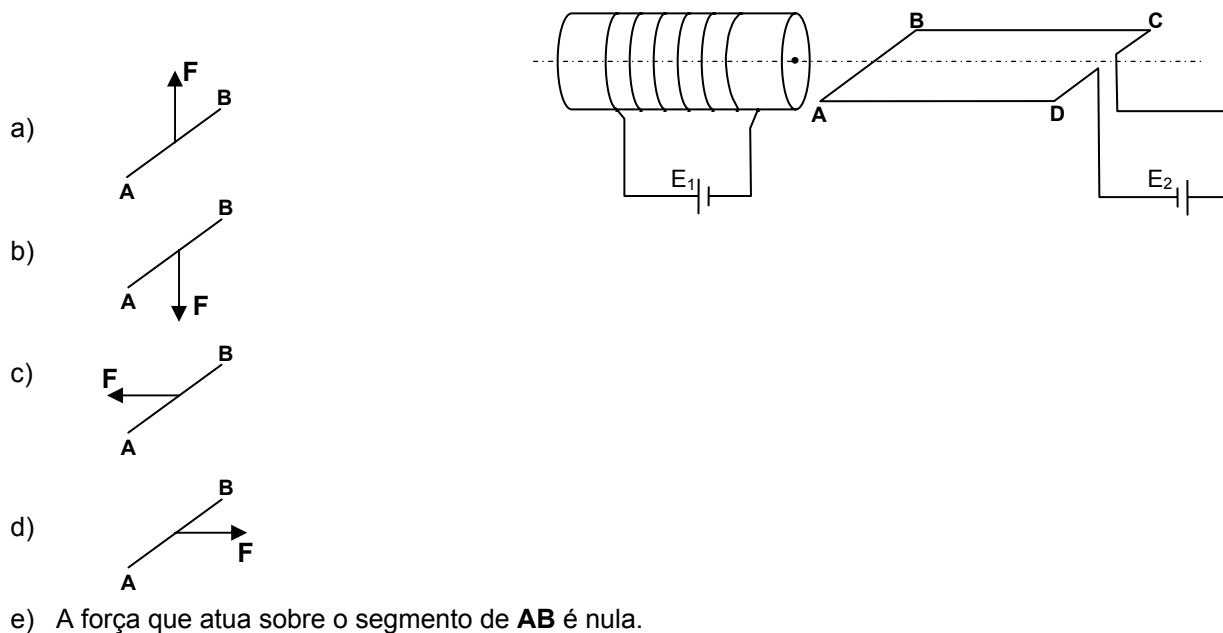 B
C
A
D
E₁
E₂
a)
F
B
A
b)
B
A
F
c)
B
F
A
d)
B
F
A
e) A força que atua sobre o segmento de AB é nula.